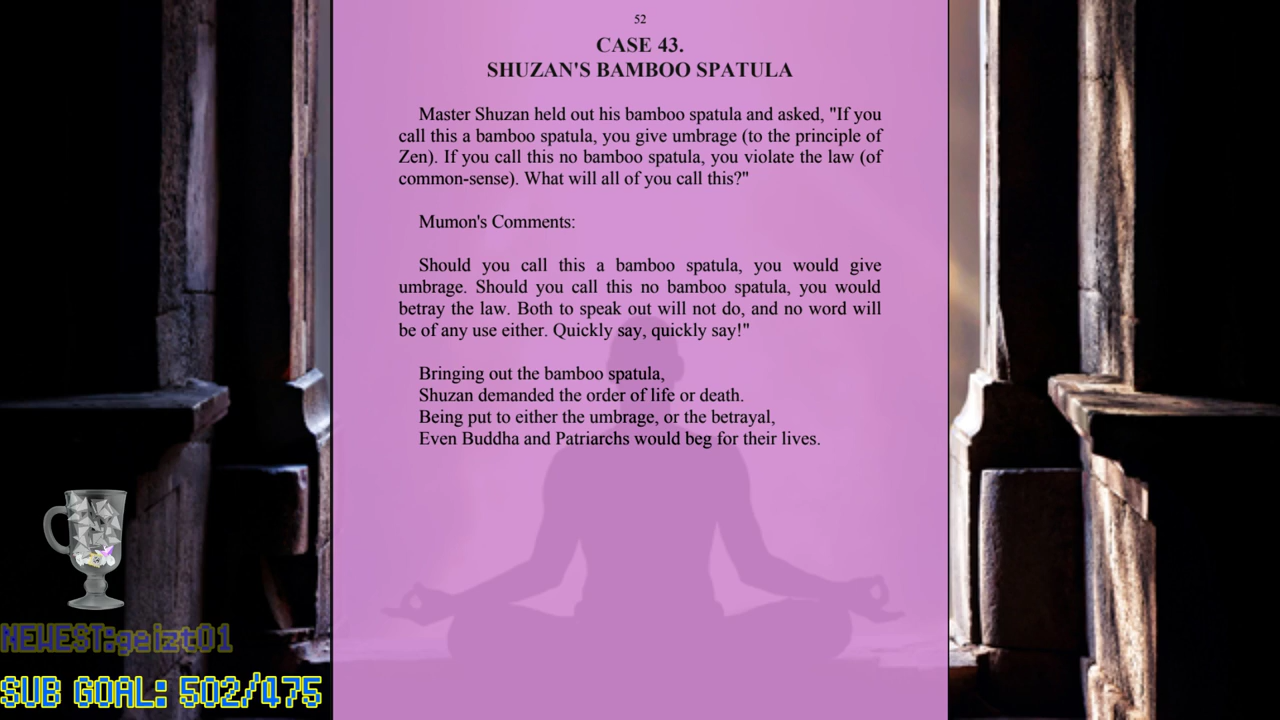 52
CASE 43.
SHUZAN'S BAMBOO SPATULA
Master Shuzan held out his bamboo spatula and asked, "If you
call this a bamboo spatula, you give umbrage (to the principle of
Zen). If you call this no bamboo spatula, you violate the law (of
common-sense). What will all of you call this?"
Mumon's Comments:
Should you call this a bamboo spatula, you would give
umbrage. Should you call this no bamboo spatula, you would
betray the law. Both to speak out will not do, and no word will
be of any use either. Quickly say, quickly say!"
Bringing out the bamboo spatula,
Shuzan demanded the order of life or death.
Being put to either the umbrage, or the betrayal,
Even Buddha and Patriarchs would beg for their lives.
NEWEST:geizt01
SUB GOAL: 502/475